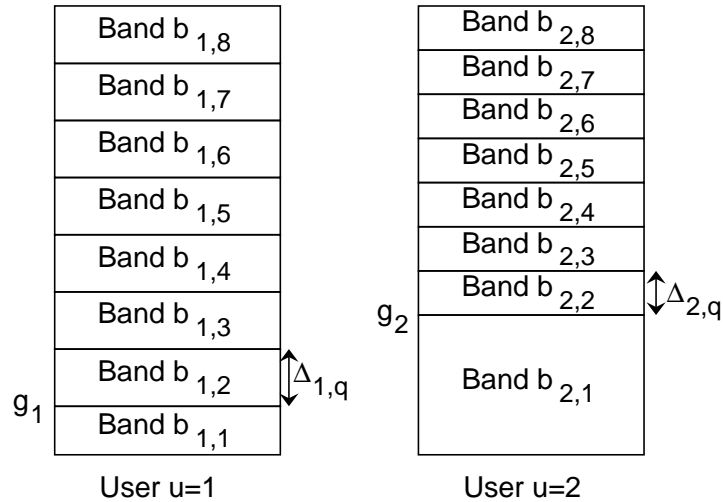 Band b 1,8
Band b 1,7
Band b 1,6
Band b 1,5
Band b 1,4
Band b 1,3
Band b 1,2
Δ1,q
g1
Band b 1,1
User u=1
Band b 2,8
Band b 2,7
Band b 2,6
Band b 2,5
Band b 2,4
Band b 2,3
Band b 2,2
Δ2,q
g2
Band b 2,1
User u=2